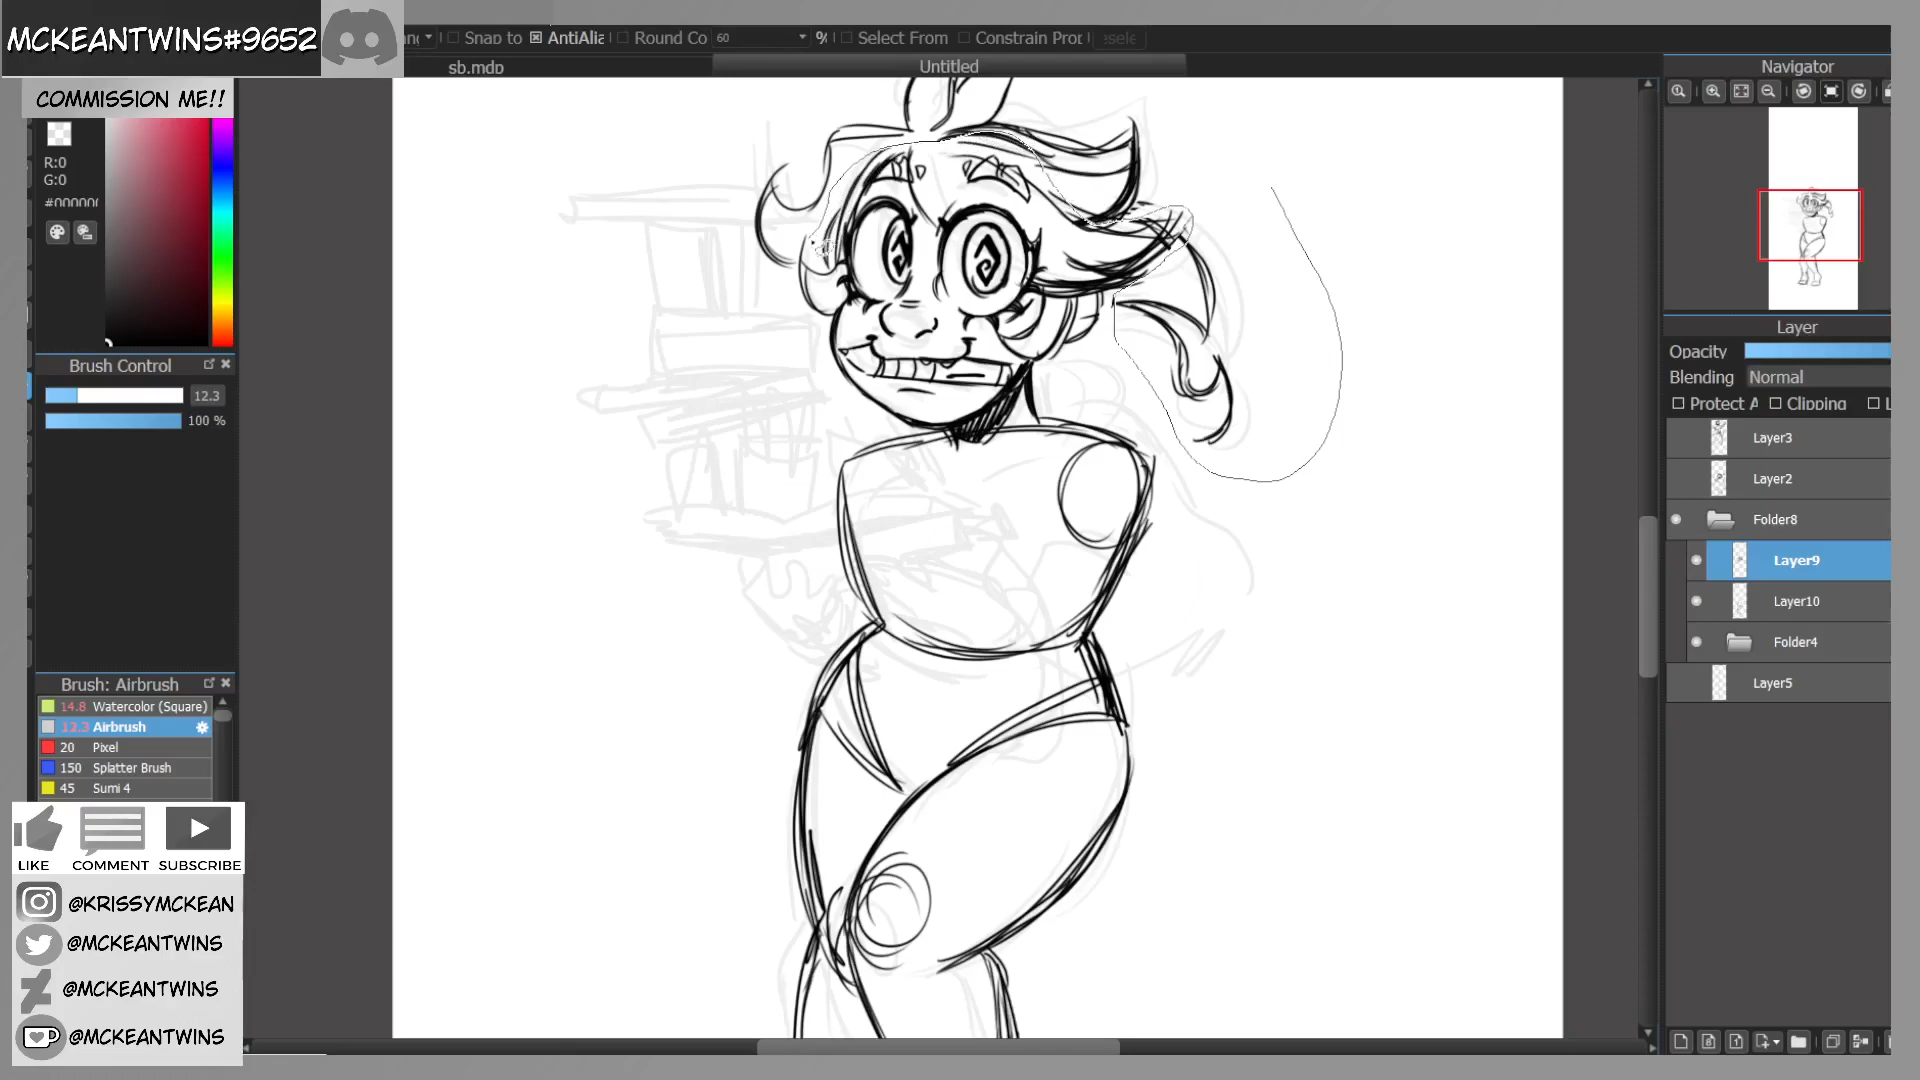 MCKEANTWINS#9652
COMMISSION ME!!
Snap to
AntiAlia
Round Co
60
%
Select From
Constrain Pro
sb.mdp
Untitled
Navigator
R:0
G:0
#000000
Brush Control
12.3
100 %
Layer
Opacity
Blending Normal
Protect A
Clipping
L
Layer3
Layer2
Folder8
Layer9
Layer10
Folder4
Layer5
Brush: Airbrush
14.8 Watercolor (Square)
12.3 Airbrush
20 Pixel
150 Splatter Brush
45 Sumi 4
LIKE COMMENT SUBSCRIBE
@KRISSYMCKEAN
@MCKEANTWINS
@MCKEANTWINS
@MCKEANTWINS